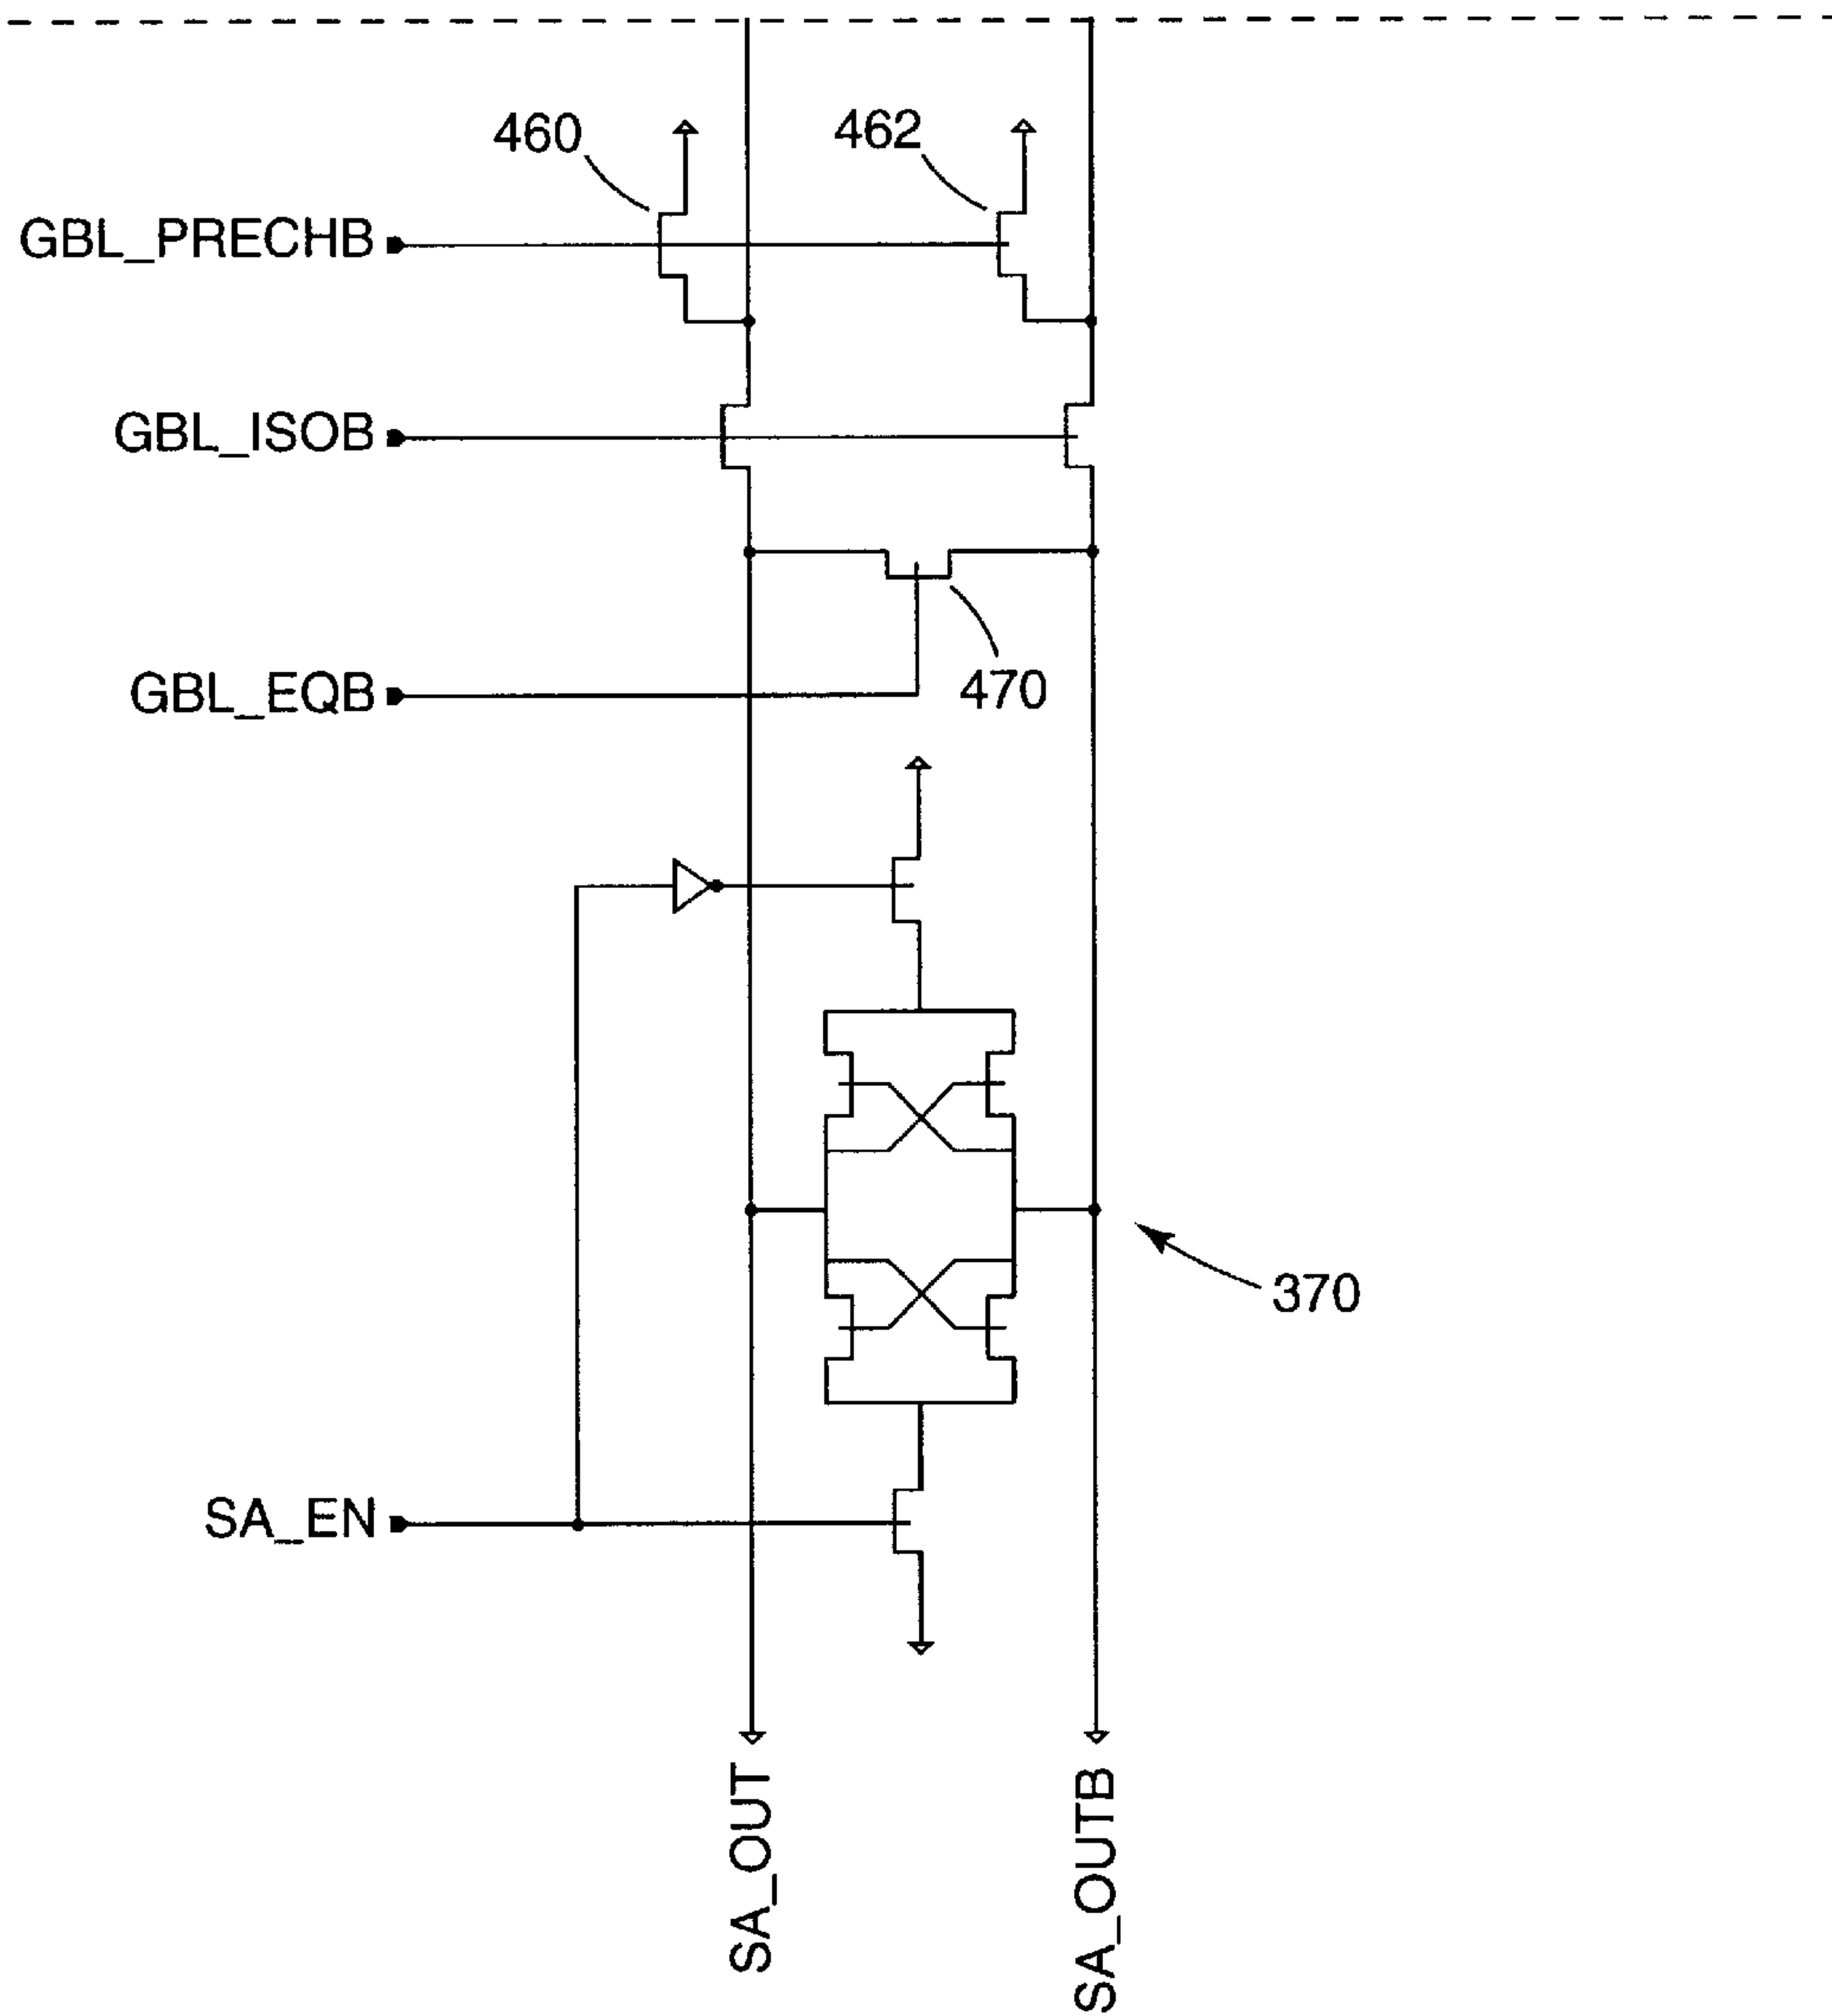 460
462
GBL_PRECHB
GBL_ISOB
GBL_EQB
470
370
SA_EN
SA_OUT
SA_OUTB